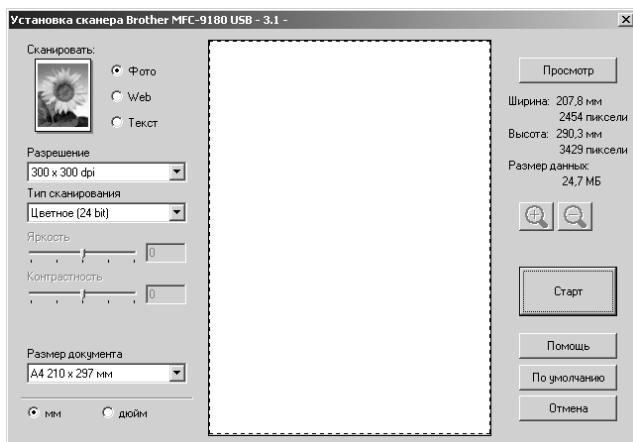 Установка сканера Brother MFC-9180 USB - 3.1 -
Сканировать:
Фото
Web
Текст
Разрешение
300 x 300 dpi
Тип сканирования
Цветное (24 bit)
Яркость
0
Контрастность
0
Размер документа
A4 210 x 297 мм
мм дюйм
Просмотр
Ширина: 207,8 мм
2454 пиксели
Высота: 290,3 мм
3429 пиксели
Размер данных:
24,7 МБ
Старт
Помощь
По умолчанию
Отмена